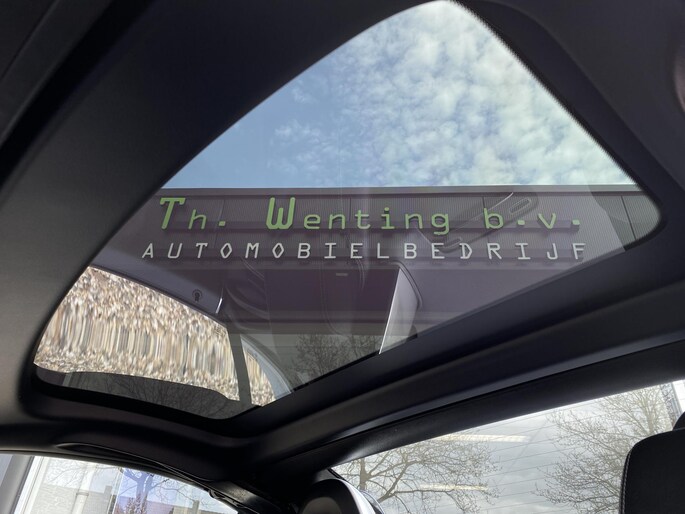 Th. Wenting b.v.
AUTOMOBIELBEDRIJF